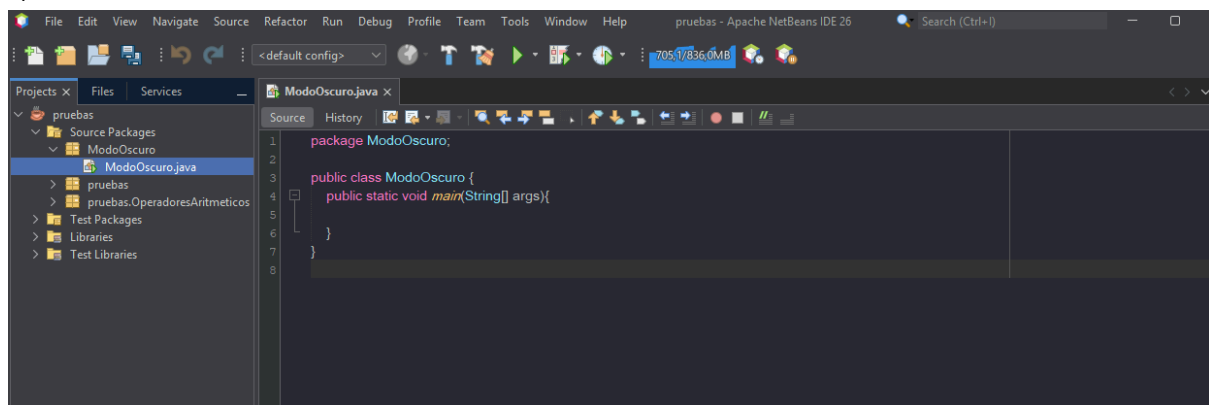 File Edit View Navigate Source Refactor Run Debug Profile Team Tools Window Help pruebas - Apache NetBeans IDE 26 Search (Ctrl+I)
<default config> 705,1/836,0MB
Projects Files Services
pruebas
Source Packages
ModoOscuro
ModoOscuro.java
pruebas
pruebas.OperadoresAritmeticos
Test Packages
Libraries
Test Libraries
ModoOscuro.java
Source History
1 package ModoOscuro;
2
3 public class ModoOscuro {
4 public static void main(String[] args){
5
6 }
7 }
8